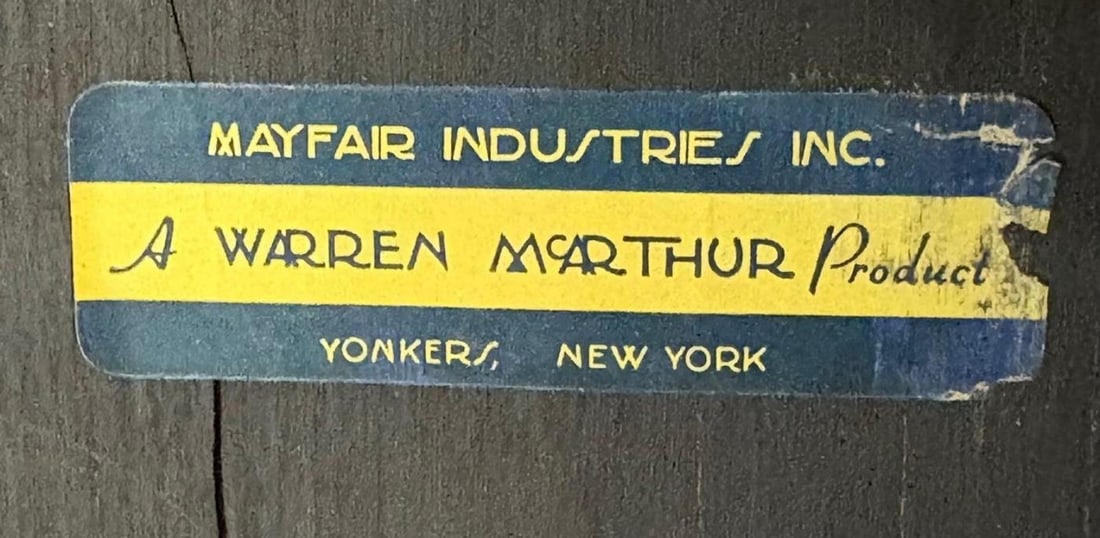 MAYFAIR INDUSTRIES INC.
A WARREN McARTHUR Product
YONKERS, NEW YORK